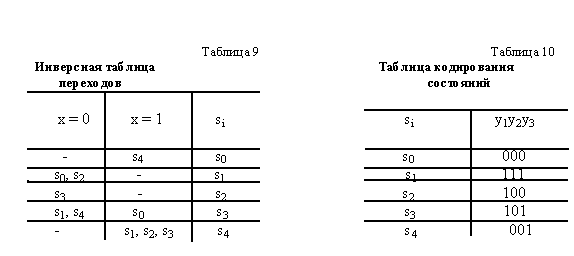 Таблица 9
Инверсная таблица
переходов
x = 0 x = 1 si
- s4 s0
s0, s2 - s1
s3 - s2
s1, s4 s0 s3
- s1, s2, s3 s4
Таблица 10
Таблица кодирования
состояний
si y1y2y3
s0 000
s1 111
s2 100
s3 101
s4 001